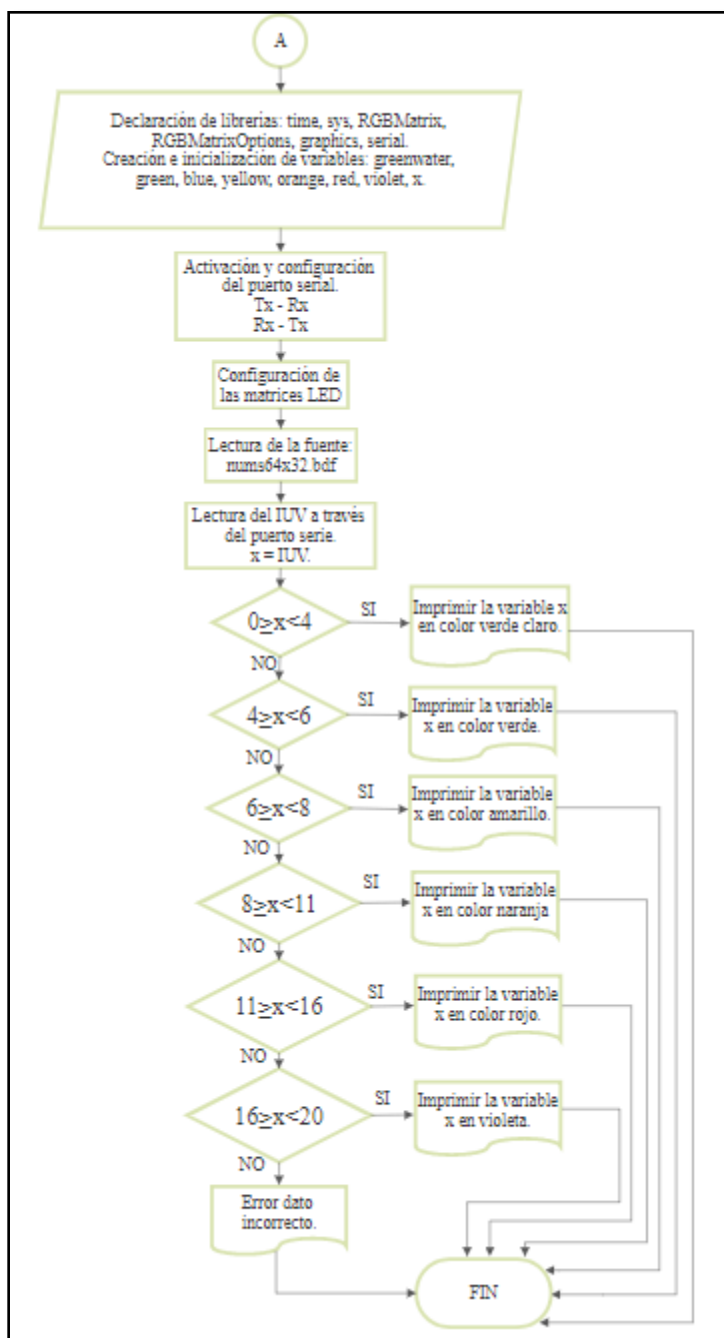 A
Declaración de librerias: time, sys, RGBMatrix,
RGBMatrixOptions, graphics, serial.
Creación e inicialización de variables: greenwater,
green, blue, yellow, orange, red, violet, x.
Activación y configuración
del puerto serial.
Tx - Rx
Rx - Tx
Configuración de
las matrices LED
Lectura de la fuente:
nums64x32.bdf
Lectura del IUV a través
del puerto serie.
x = IUV.
0≥x<4
SI
Imprimir la variable x
en color verde claro.
NO
4≥x<6
SI
Imprimir la variable
x en color verde.
NO
6≥x<8
SI
Imprimir la variable
x en color amarillo.
NO
8≥x<11
SI
Imprimir la variable
x en color naranja
NO
11≥x<16
SI
Imprimir la variable
x en color rojo.
NO
16≥x<20
SI
Imprimir la variable
x en violeta.
NO
Error dato
incorrecto.
FIN